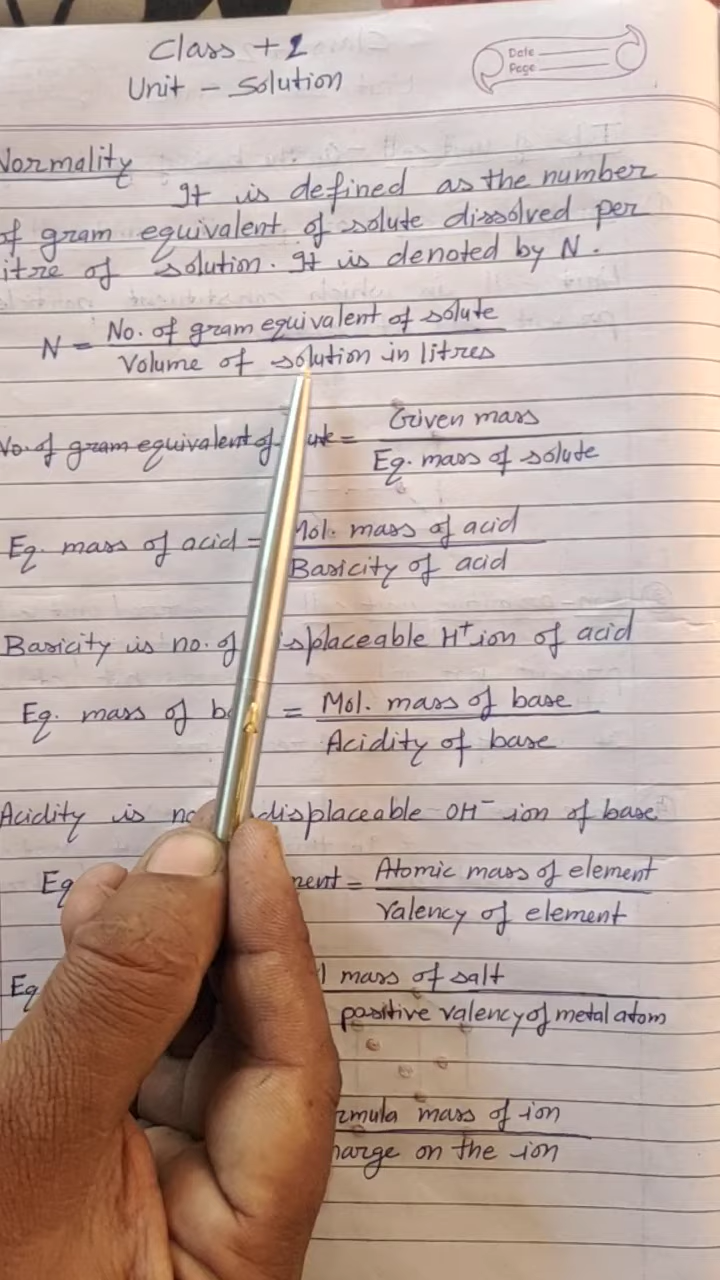 Class +2
Unit - Solution
Date
Page
Normality
It is defined as the number
of gram equivalent of solute dissolved per
litre of solution. It is denoted by N.
N = No. of gram equivalent of solute
Volume of solution in litres
No. of gram equivalent of = Given mass
Eq. mass of solute
Eq. mass of acid = Mol. mass of acid
Basicity of acid
Basicity is no. of displaceable H+ ion of acid
Eq. mass of = Mol. mass of base
Acidity of base
Acidity is displaceable OH- ion of base
= Atomic mass of element
Valency of element
Eq mass of salt
positive valency of metal atom
mass of ion
on the ion